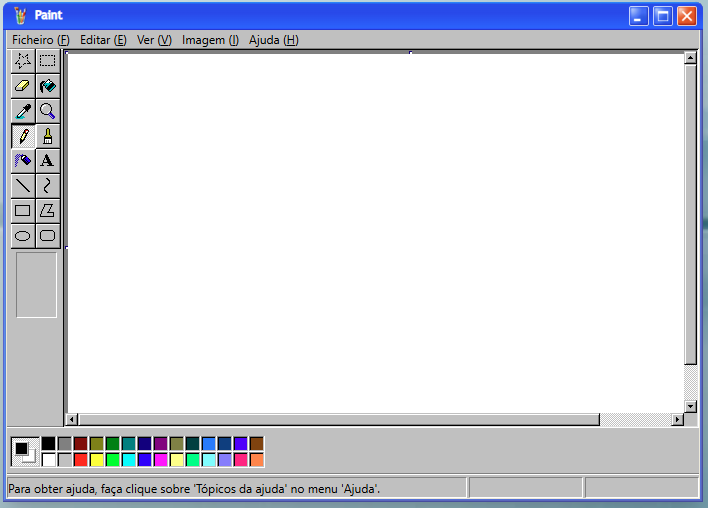 Paint
Ficheiro (F) Editar (E) Ver (V) Imagem (I) Ajuda (H)
A
Para obter ajuda, faça clique sobre 'Tópicos da ajuda' no menu 'Ajuda'.